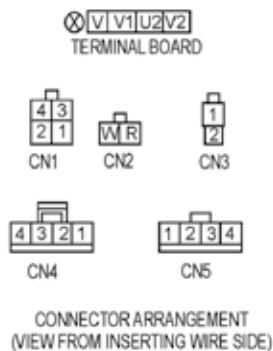 V V1 U2 V2
TERMINAL BOARD
4 3
2 1
CN1
W R
CN2
1
2
CN3
4 3 2 1
CN4
1 2 3 4
CN5
CONNECTOR ARRANGEMENT
(VIEW FROM INSERTING WIRE SIDE)